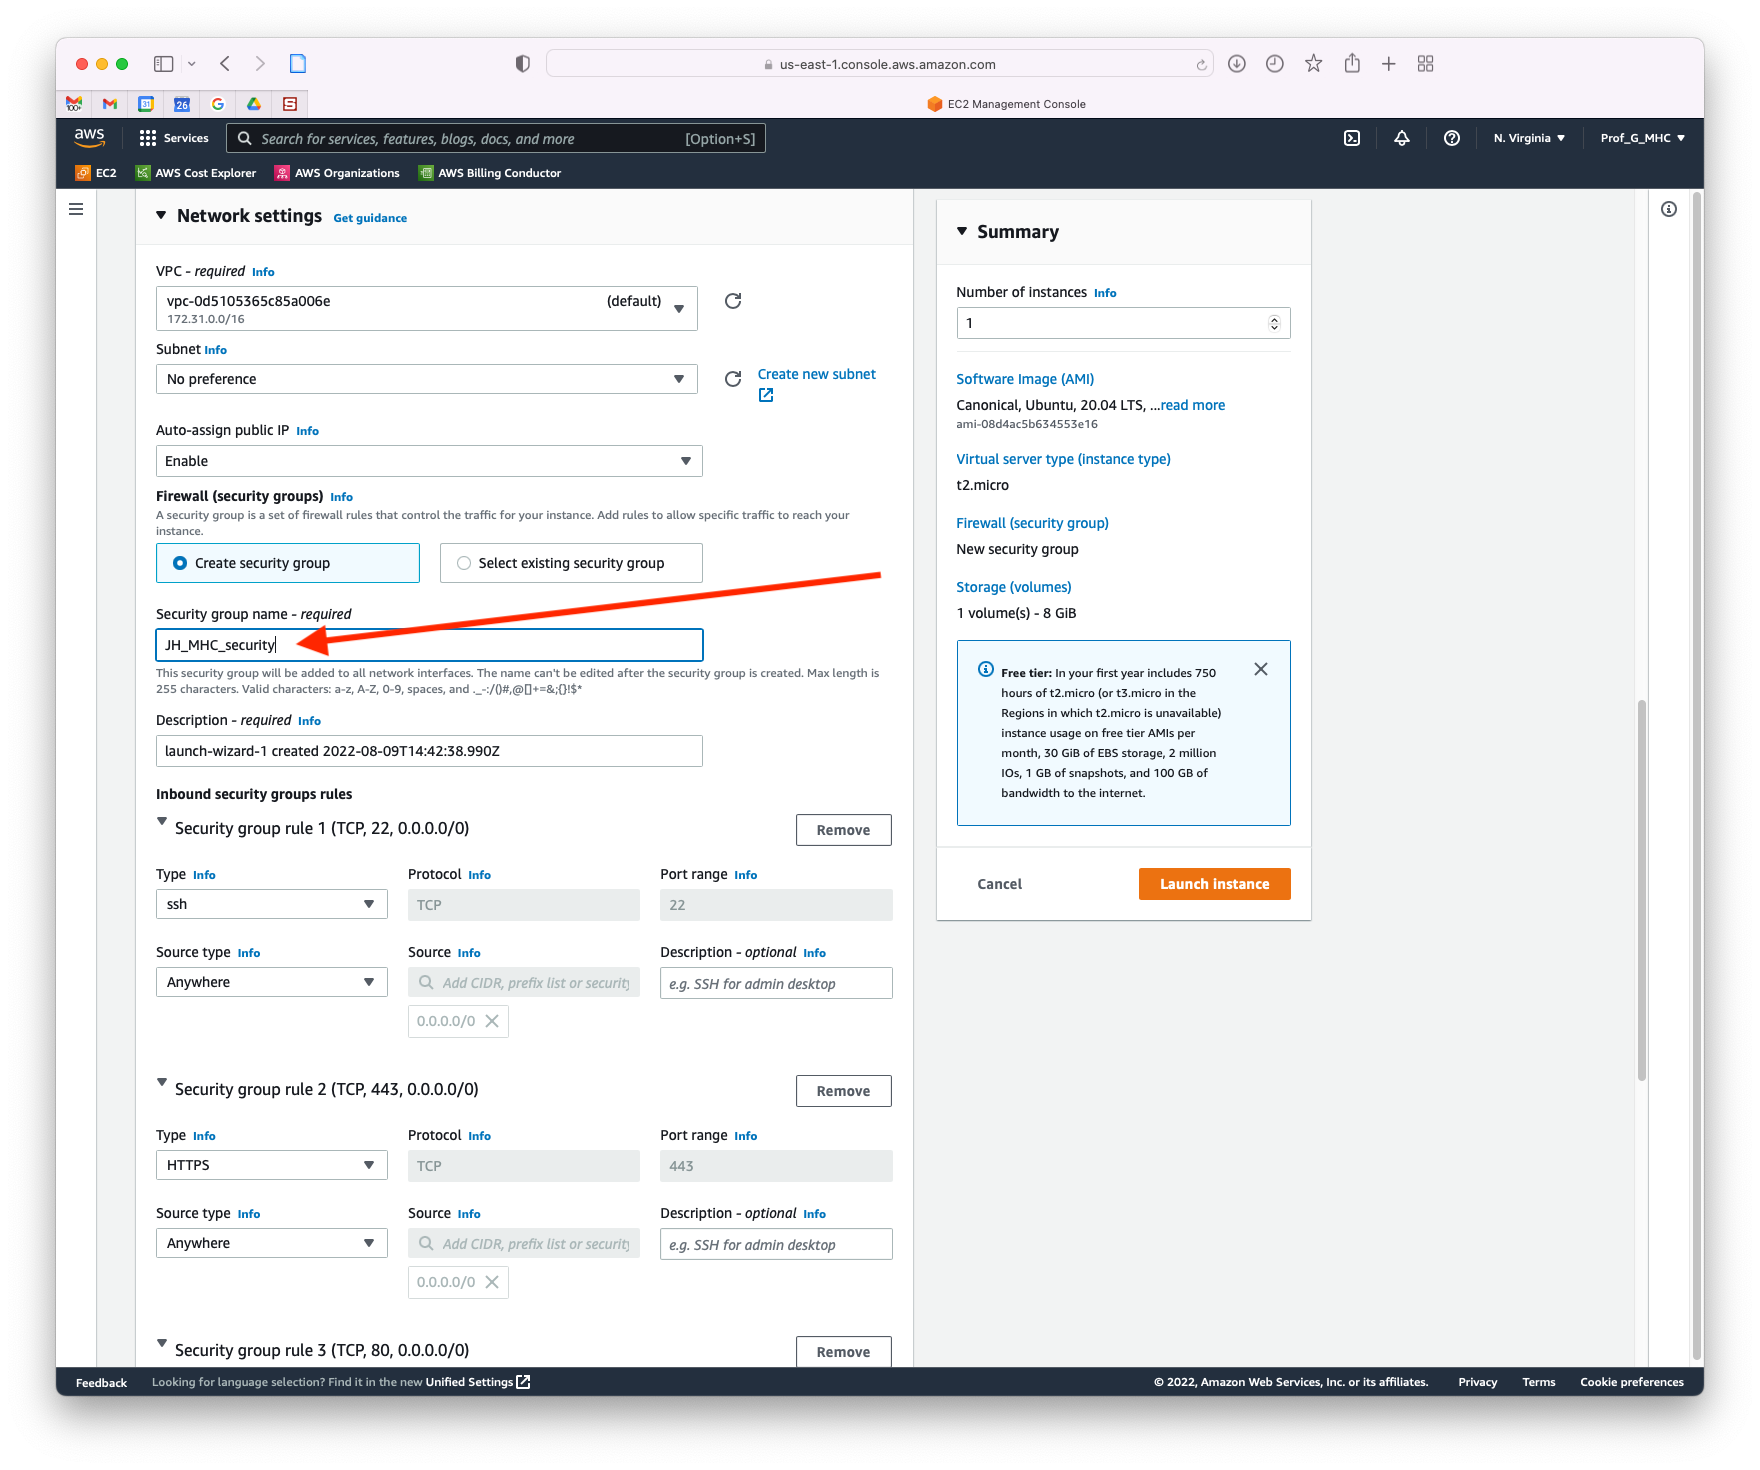 us-east-1.console.aws.amazon.com
EC2 Management Console
aws
Services
Search for services, features, blogs, docs, and more
[Option+S]
N. Virginia
Prof_G_MHC
EC2
AWS Cost Explorer
AWS Organizations
AWS Billing Conductor
Network settings Get guidance
VPC - required Info
vpc-0d5105365c85a006e (default)
172.31.0.0/16
Subnet Info
No preference
Create new subnet
Auto-assign public IP Info
Enable
Firewall (security groups) Info
A security group is a set of firewall rules that control the traffic for your instance. Add rules to allow specific traffic to reach your
instance.
Create security group
Select existing security group
Security group name - required
JH_MHC_security
This security group will be added to all network interfaces. The name can't be edited after the security group is created. Max length is
255 characters. Valid characters: a-z, A-Z, 0-9, spaces, and ._-:/()#,@[]+=&;{}!$*
Description - required Info
launch-wizard-1 created 2022-08-09T14:42:38.990Z
Inbound security groups rules
Security group rule 1 (TCP, 22, 0.0.0.0/0)
Remove
Type Info
Protocol Info
Port range Info
ssh
TCP
22
Source type Info
Source Info
Description - optional Info
Anywhere
Add CIDR, prefix list or security
e.g. SSH for admin desktop
0.0.0.0/0
Security group rule 2 (TCP, 443, 0.0.0.0/0)
Remove
Type Info
Protocol Info
Port range Info
HTTPS
TCP
443
Source type Info
Source Info
Description - optional Info
Anywhere
Add CIDR, prefix list or security
e.g. SSH for admin desktop
0.0.0.0/0
Security group rule 3 (TCP, 80, 0.0.0.0/0)
Remove
Summary
Number of instances Info
1
Software Image (AMI)
Canonical, Ubuntu, 20.04 LTS, ...read more
ami-08d4ac5b634553e16
Virtual server type (instance type)
t2.micro
Firewall (security group)
New security group
Storage (volumes)
1 volume(s) - 8 GiB
Free tier: In your first year includes 750
hours of t2.micro (or t3.micro in the
Regions in which t2.micro is unavailable)
instance usage on free tier AMIs per
month, 30 GiB of EBS storage, 2 million
IOs, 1 GB of snapshots, and 100 GB of
bandwidth to the internet.
Cancel
Launch instance
Feedback
Looking for language selection? Find it in the new Unified Settings
© 2022, Amazon Web Services, Inc. or its affiliates.
Privacy
Terms
Cookie preferences